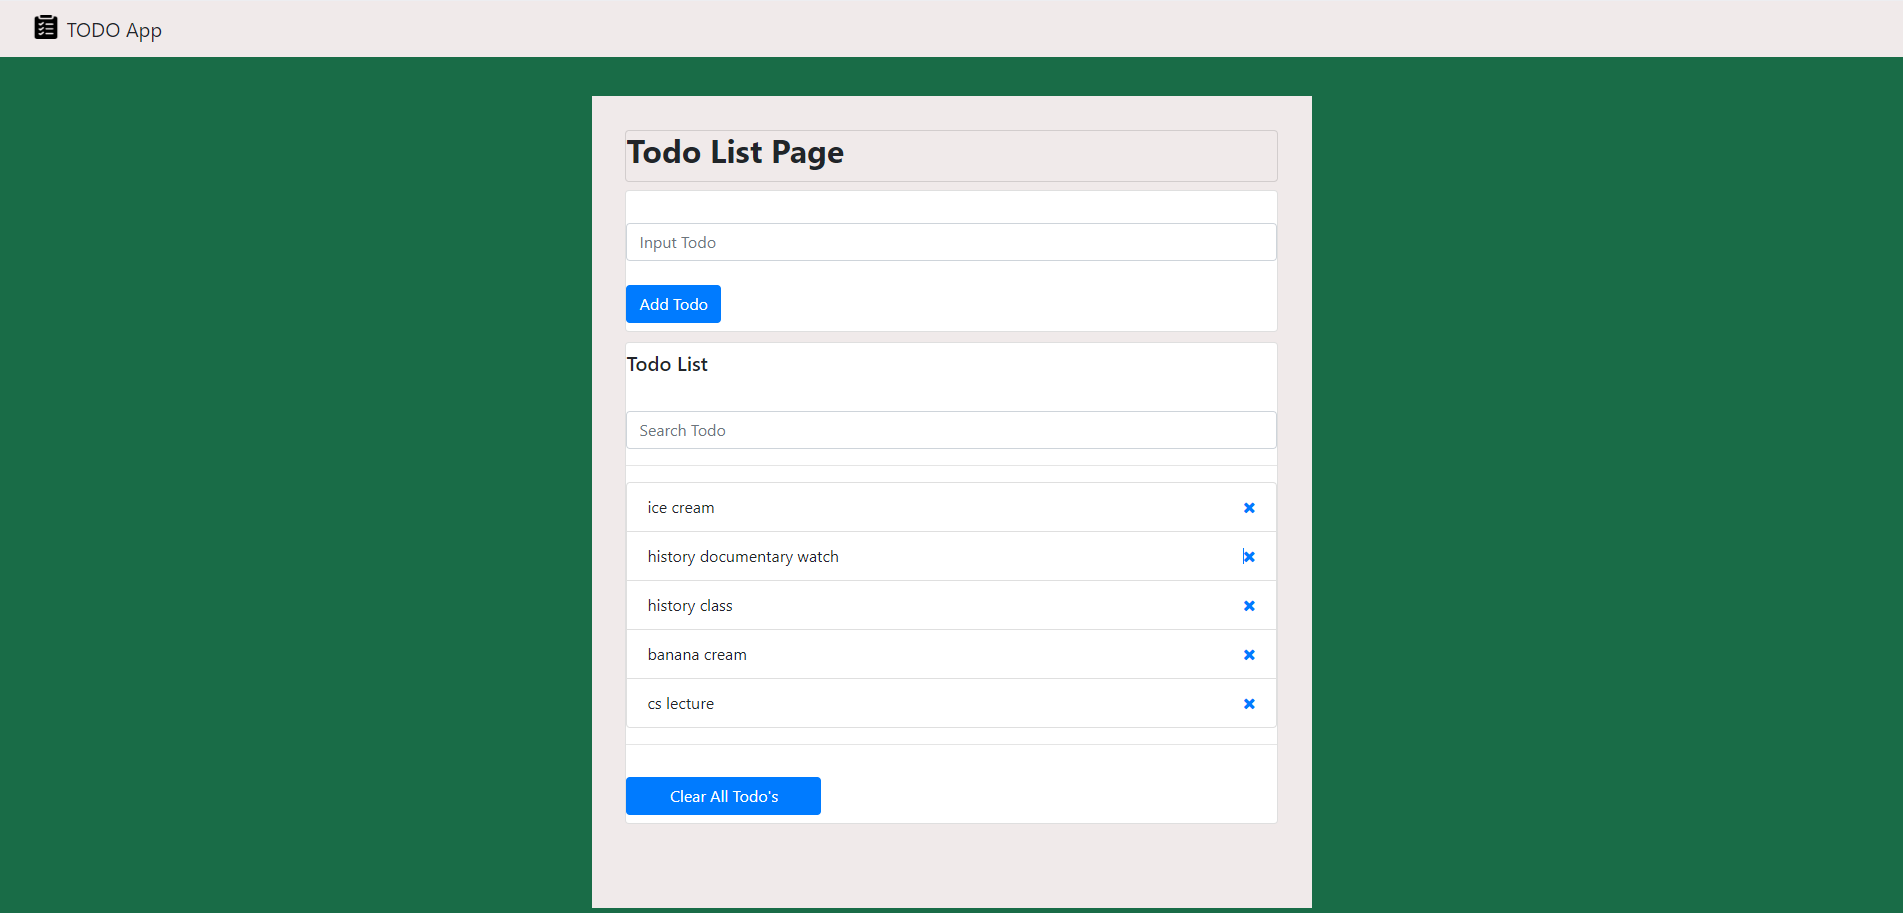 TODO App
Todo List Page
Input Todo
Add Todo
Todo List
Search Todo
ice cream
history documentary watch
history class
banana cream
cs lecture
Clear All Todo's